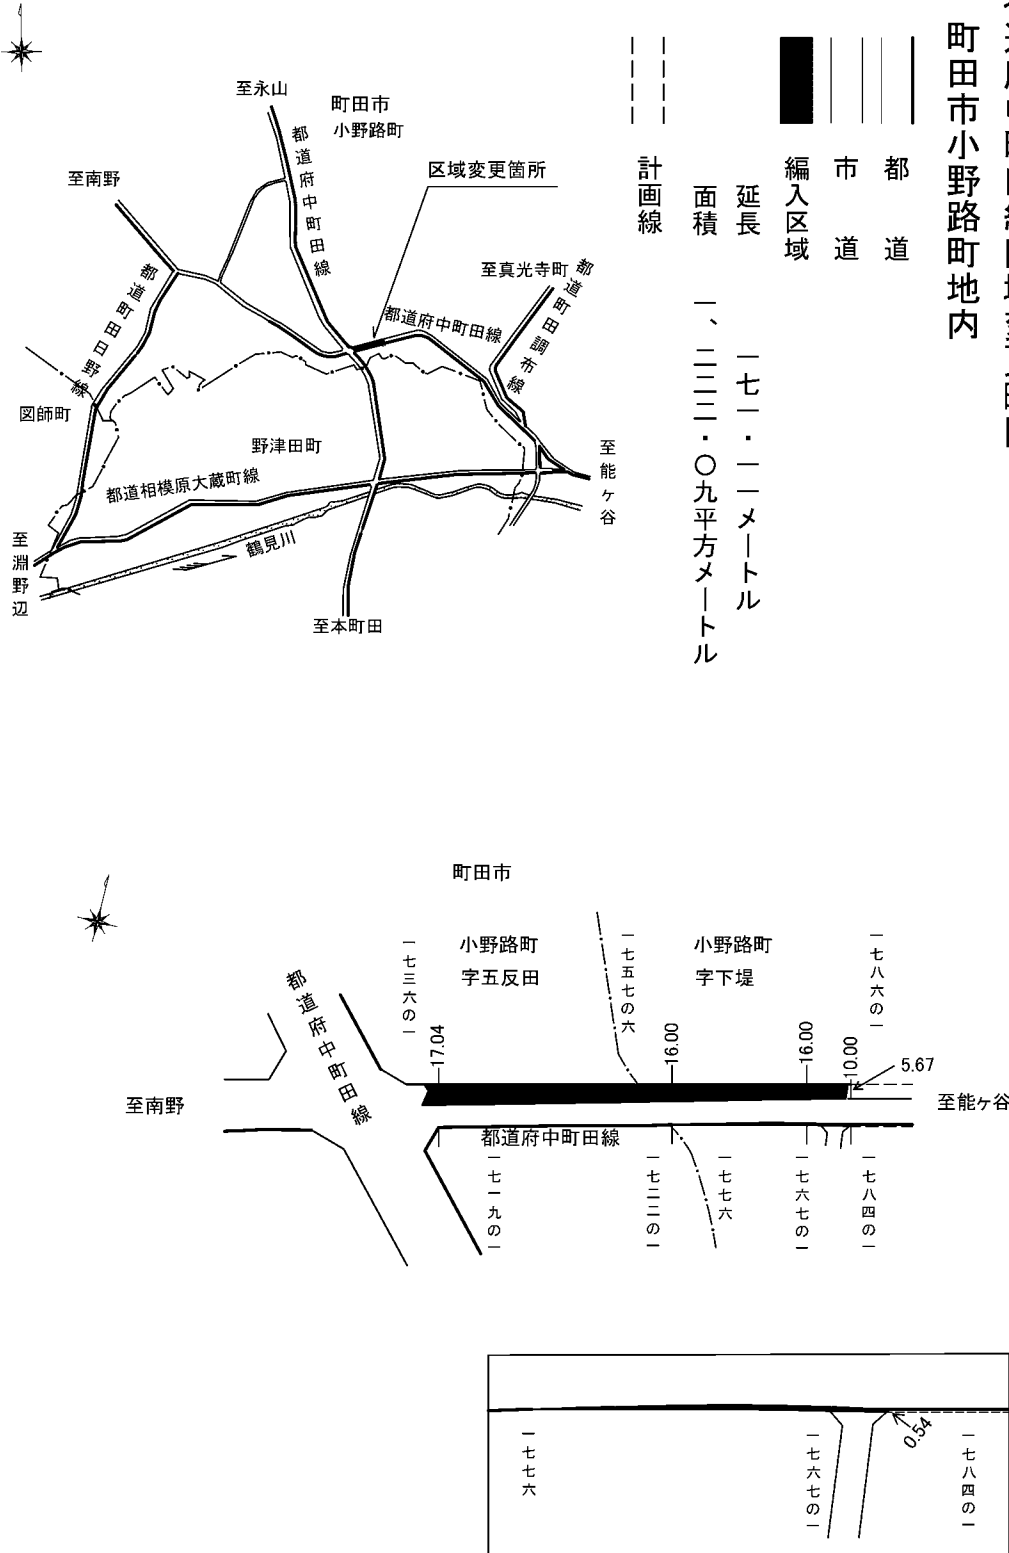 町田市小野路町地内
都道
市道
編入区域
延長 一七一・一一メートル
面積 一、二二二・〇九平方メートル
計画線
至永山
町田市
小野路町
都道府中町田線
区域変更箇所
至南野
至真光寺町
都道町田調布線
都道府中町田線
都道町田日野線
図師町
野津田町
至能ヶ谷
都道相模原大蔵町線
鶴見川
至淵野辺
至本町田
町田市
小野路町
字五反田
小野路町
字下堤
一七三六の一
一七五七の六
一七八六の一
都道府中町田線
17.04
16.00
16.00
10.00
5.67
至南野
至能ヶ谷
都道府中町田線
一七一九の一
一七二二の一
一七七六
一七六七の一
一七八四の一
0.54
一七七六
一七六七の一
一七八四の一